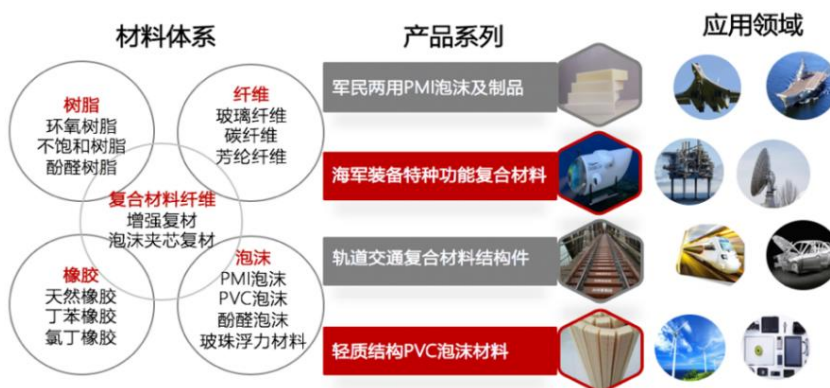 材料体系
产品系列
应用领域
树脂
环氧树脂
不饱和树脂
酚醛树脂
纤维
玻璃纤维
碳纤维
芳纶纤维
复合材料纤维
增强复材
泡沫夹芯复材
橡胶
天然橡胶
丁苯橡胶
氯丁橡胶
泡沫
PMI泡沫
PVC泡沫
酚醛泡沫
玻珠浮力材料
军民两用PMI泡沫及制品
海军装备特种功能复合材料
轨道交通复合材料结构件
轻质结构PVC泡沫材料